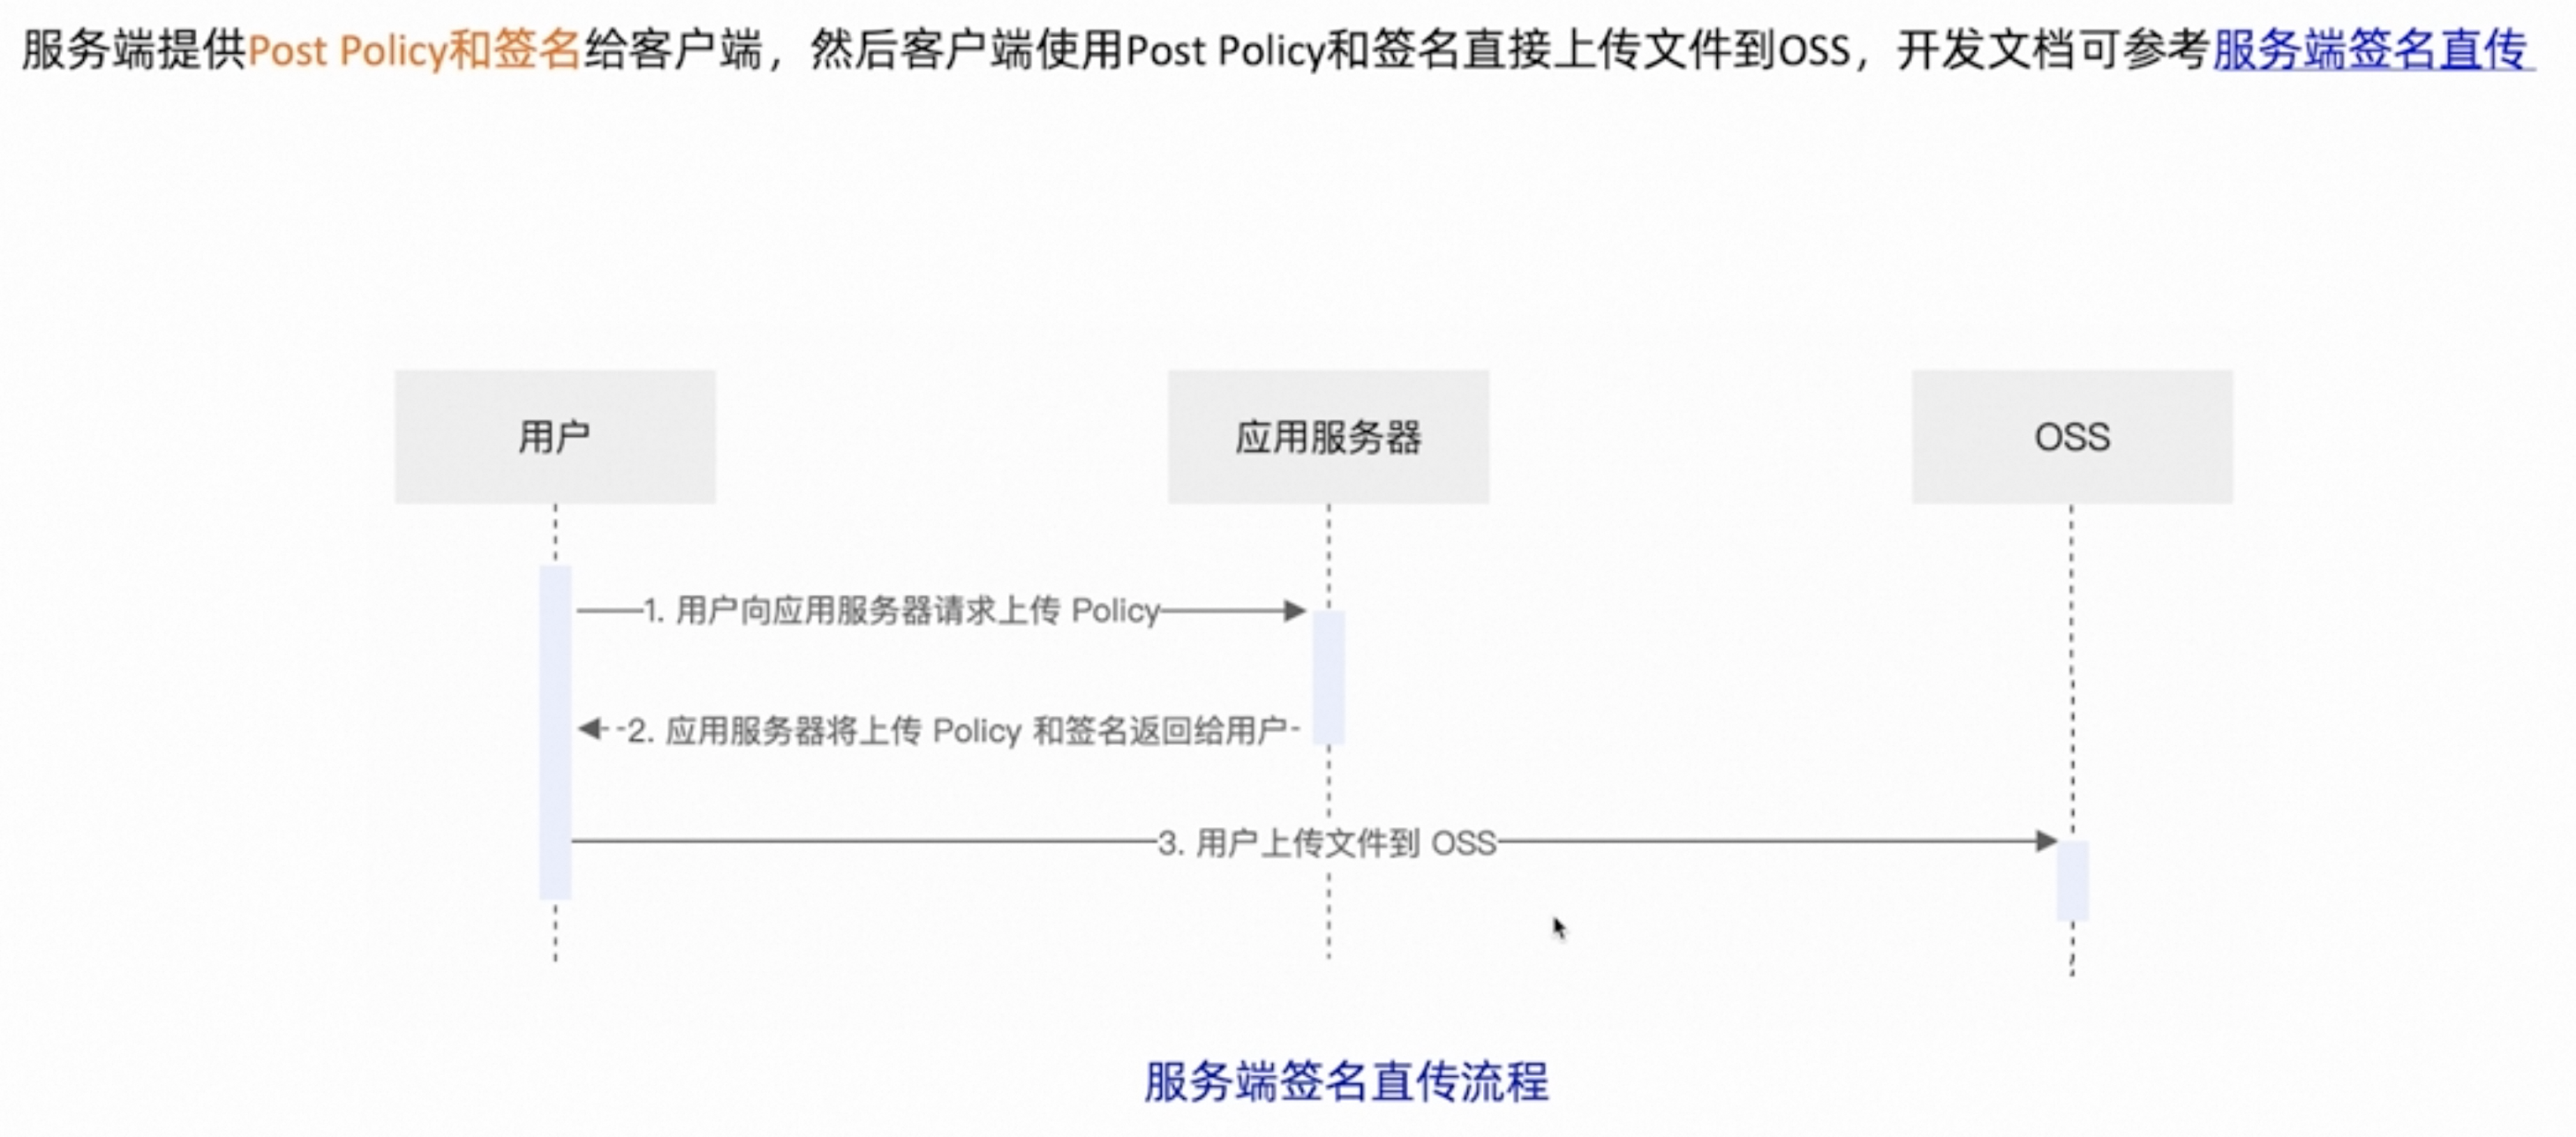 服务端提供Post Policy和签名给客户端，然后客户端使用Post Policy和签名直接上传文件到OSS，开发文档可参考服务端签名直传
用户
应用服务器
OSS
1. 用户向应用服务器请求上传 Policy
2. 应用服务器将上传 Policy 和签名返回给用户
3. 用户上传文件到 OSS
服务端签名直传流程